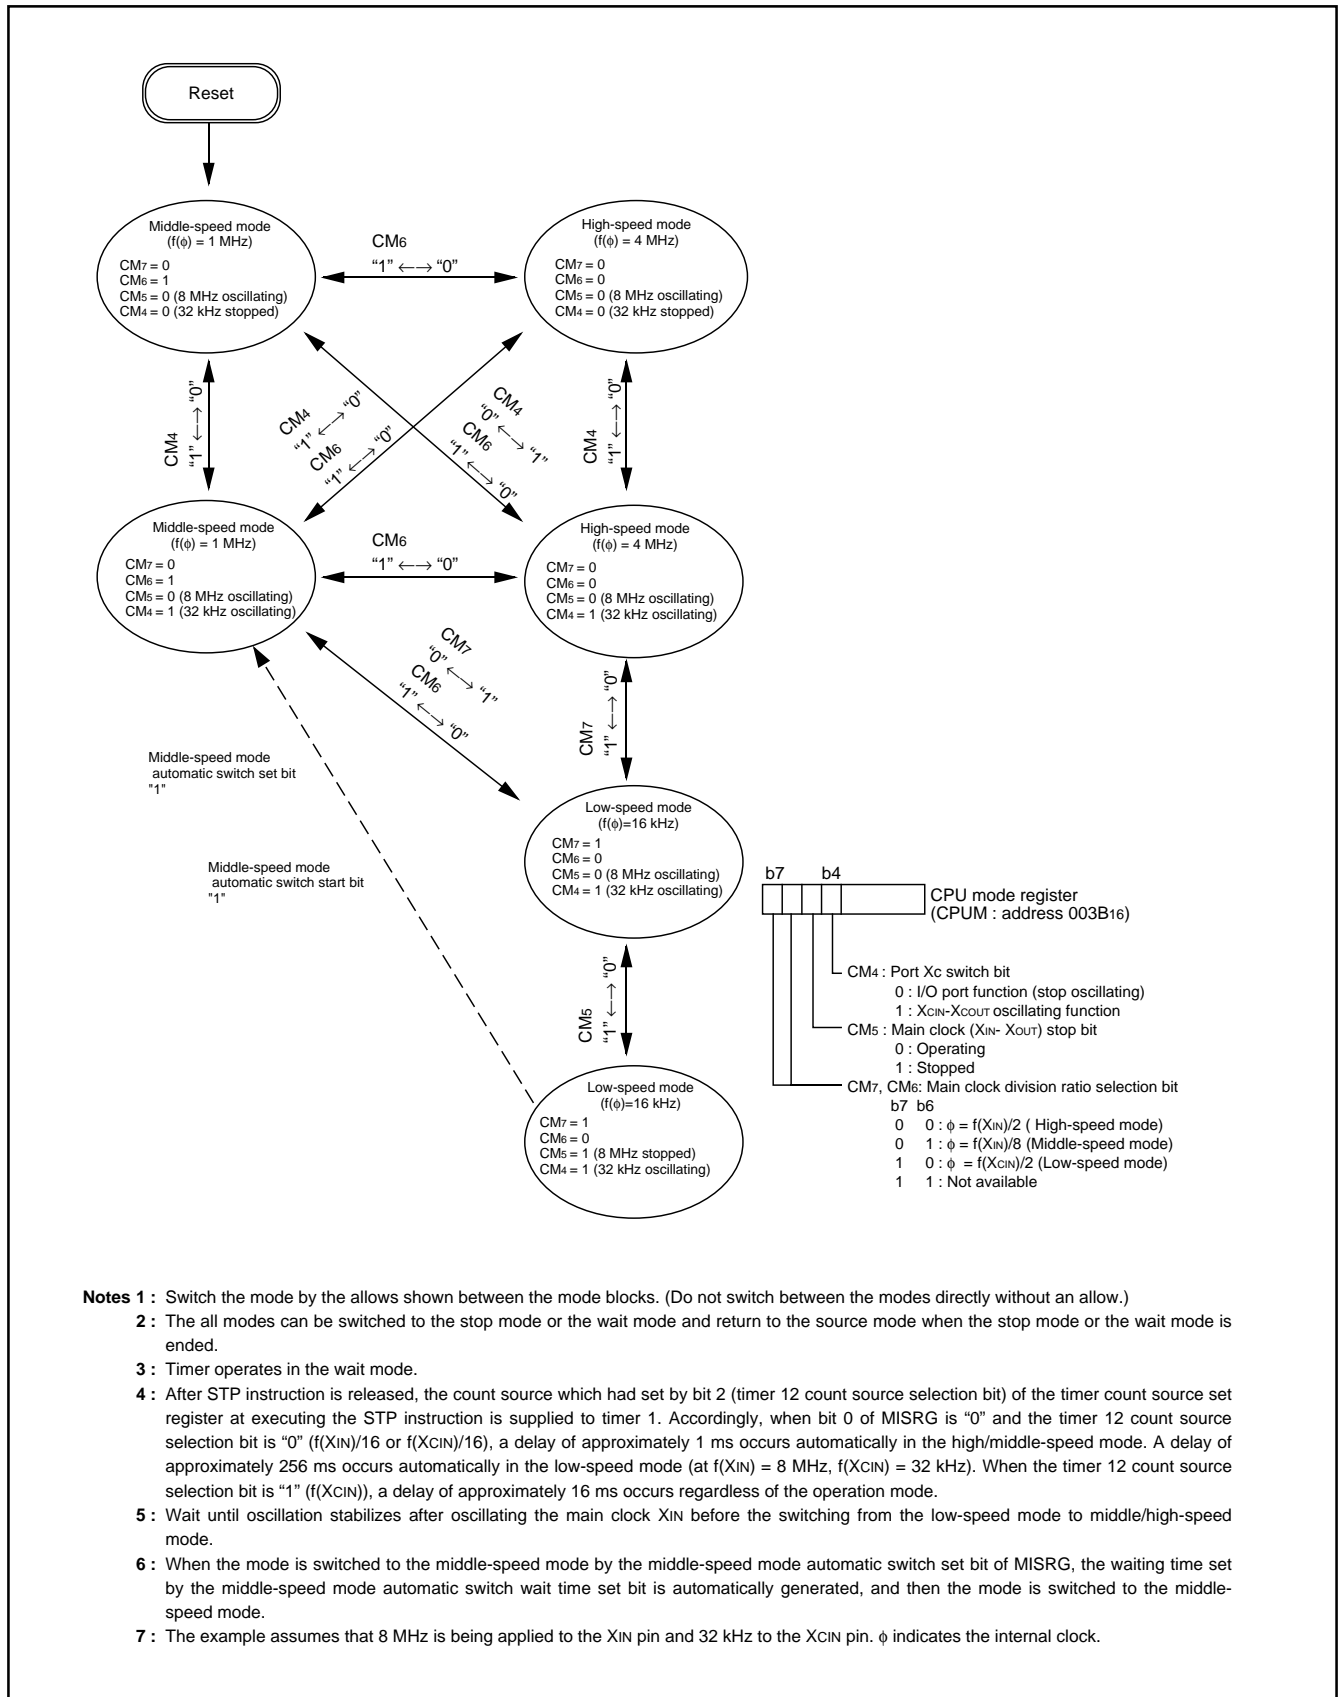 Reset
Middle-speed mode
(f(ϕ) = 1 MHz)
CM7 = 0
CM6 = 1
CM5 = 0 (8 MHz oscillating)
CM4 = 0 (32 kHz stopped)
CM6
“1” ←→ “0”
High-speed mode
(f(ϕ) = 4 MHz)
CM7 = 0
CM6 = 0
CM5 = 0 (8 MHz oscillating)
CM4 = 0 (32 kHz stopped)
CM4
“1” ←→ “0”
CM4
“1” ←→ “0”
CM6
“1” ←→ “0”
CM4
“0” ←→ “1”
CM6
“1” ←→ “0”
CM4
“1” ←→ “0”
Middle-speed mode
(f(ϕ) = 1 MHz)
CM7 = 0
CM6 = 1
CM5 = 0 (8 MHz oscillating)
CM4 = 1 (32 kHz oscillating)
CM6
“1” ←→ “0”
High-speed mode
(f(ϕ) = 4 MHz)
CM7 = 0
CM6 = 0
CM5 = 0 (8 MHz oscillating)
CM4 = 1 (32 kHz oscillating)
CM7
“0” ←→ “1”
CM6
“1” ←→ “0”
CM7
“1” ←→ “0”
Middle-speed mode
automatic switch set bit
"1"
Middle-speed mode
automatic switch start bit
"1"
Low-speed mode
(f(ϕ)=16 kHz)
CM7 = 1
CM6 = 0
CM5 = 0 (8 MHz oscillating)
CM4 = 1 (32 kHz oscillating)
CM5
“1” ←→ “0”
Low-speed mode
(f(ϕ)=16 kHz)
CM7 = 1
CM6 = 0
CM5 = 1 (8 MHz stopped)
CM4 = 1 (32 kHz oscillating)
b7 b4
CPU mode register
(CPUM : address 003B16)
CM4 : Port Xc switch bit
0 : I/O port function (stop oscillating)
1 : XCIN-XCOUT oscillating function
CM5 : Main clock (XIN- XOUT) stop bit
0 : Operating
1 : Stopped
CM7, CM6: Main clock division ratio selection bit
b7 b6
0 0 : ϕ = f(XIN)/2 ( High-speed mode)
0 1 : ϕ = f(XIN)/8 (Middle-speed mode)
1 0 : ϕ = f(XCIN)/2 (Low-speed mode)
1 1 : Not available
Notes 1 : Switch the mode by the allows shown between the mode blocks. (Do not switch between the modes directly without an allow.)
2 : The all modes can be switched to the stop mode or the wait mode and return to the source mode when the stop mode or the wait mode is
ended.
3 : Timer operates in the wait mode.
4 : After STP instruction is released, the count source which had set by bit 2 (timer 12 count source selection bit) of the timer count source set
register at executing the STP instruction is supplied to timer 1. Accordingly, when bit 0 of MISRG is “0” and the timer 12 count source
selection bit is “0” (f(XIN)/16 or f(XCIN)/16), a delay of approximately 1 ms occurs automatically in the high/middle-speed mode. A delay of
approximately 256 ms occurs automatically in the low-speed mode (at f(XIN) = 8 MHz, f(XCIN) = 32 kHz). When the timer 12 count source
selection bit is “1” (f(XCIN)), a delay of approximately 16 ms occurs regardless of the operation mode.
5 : Wait until oscillation stabilizes after oscillating the main clock XIN before the switching from the low-speed mode to middle/high-speed
mode.
6 : When the mode is switched to the middle-speed mode by the middle-speed mode automatic switch set bit of MISRG, the waiting time set
by the middle-speed mode automatic switch wait time set bit is automatically generated, and then the mode is switched to the middle-
speed mode.
7 : The example assumes that 8 MHz is being applied to the XIN pin and 32 kHz to the XCIN pin. ϕ indicates the internal clock.